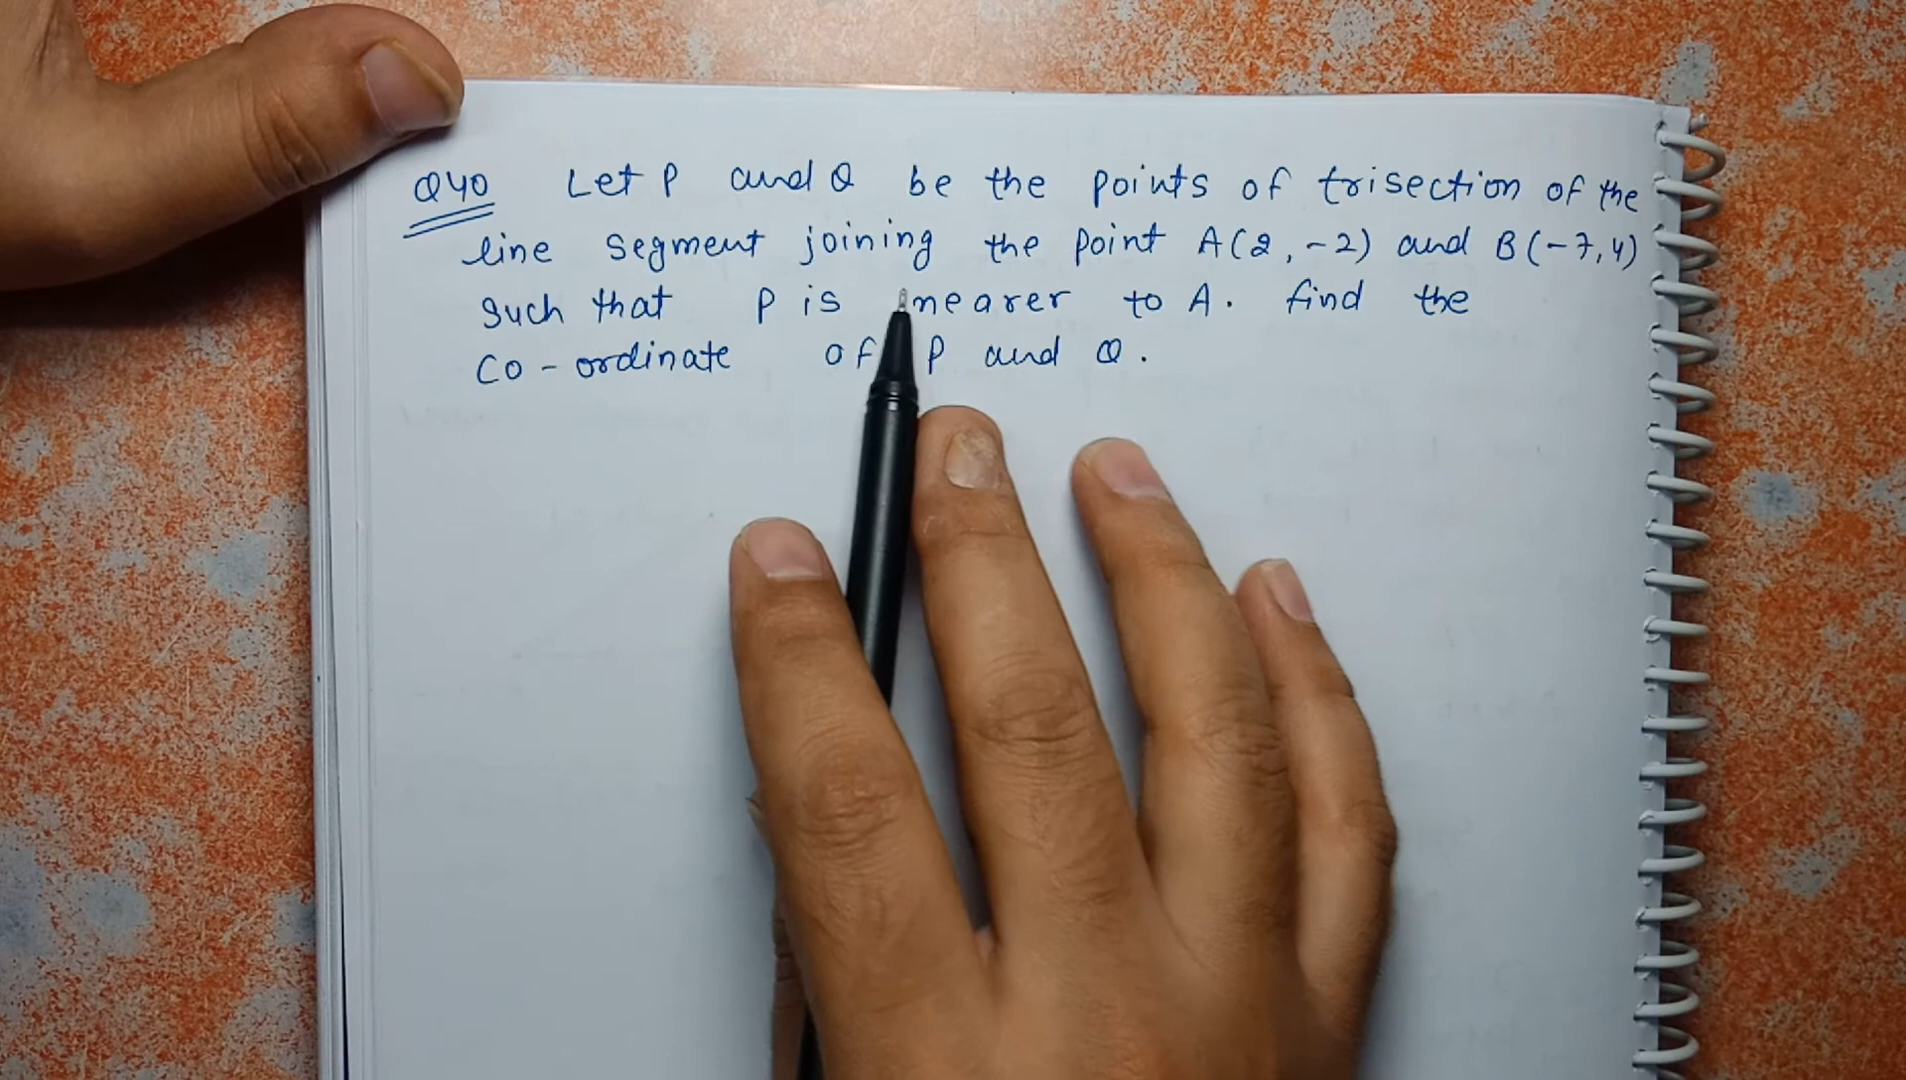 Q40 Let P and Q be the points of trisection of the
line segment joining the point A(2, -2) and B(-7,4)
such that P is nearer to A. find the
co-ordinate of P and Q.